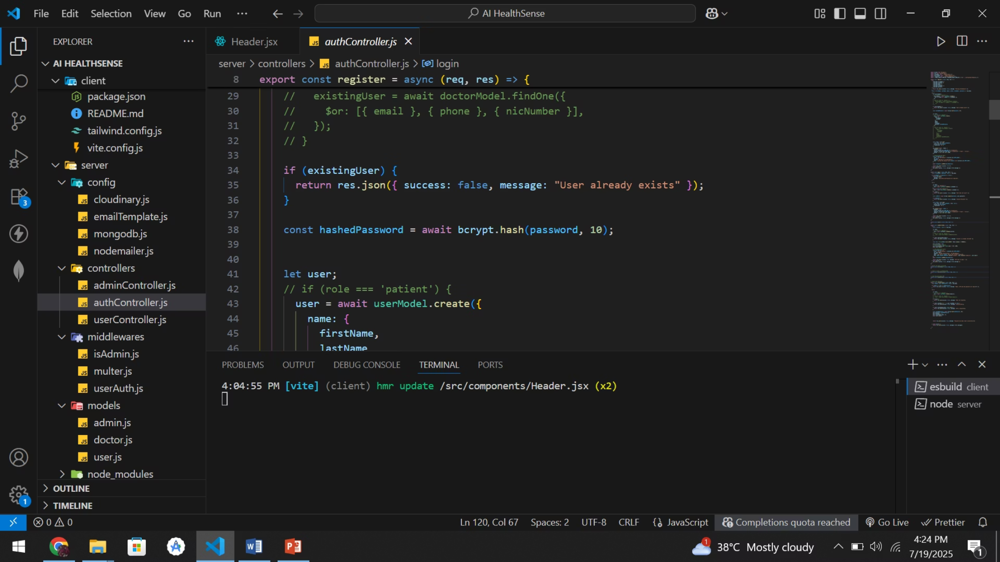 File Edit Selection View Go Run ···
AI HealthSense
EXPLORER ···
AI HEALTHSENSE
client
package.json
README.md
tailwind.config.js
vite.config.js
server
config
cloudinary.js
emailTemplate.js
mongodb.js
nodemailer.js
controllers
adminController.js
authController.js
userController.js
middlewares
isAdmin.js
multer.js
userAuth.js
models
admin.js
doctor.js
user.js
node_modules
OUTLINE
TIMELINE
3
1
Header.jsx
authController.js
server > controllers > authController.js > login
8 export const register = async (req, res) => {
29 //   existingUser = await doctorModel.findOne({
30 //     $or: [{ email }, { phone }, { nicNumber }],
31 //   });
32 // }
33
34 if (existingUser) {
35 return res.json({ success: false, message: "User already exists" });
36 }
37
38 const hashedPassword = await bcrypt.hash(password, 10);
39
40
41 let user;
42 // if (role === 'patient') {
43 user = await userModel.create({
44 name: {
45 firstName,
46 lastName
PROBLEMS OUTPUT DEBUG CONSOLE TERMINAL PORTS
4:04:55 PM [vite] (client) hmr update /src/components/Header.jsx (x2)
esbuild client
node server
0 0
Ln 120, Col 67 Spaces: 2 UTF-8 CRLF {} JavaScript Completions quota reached Go Live Prettier
1 38°C Mostly cloudy
4:24 PM
7/19/2025
1